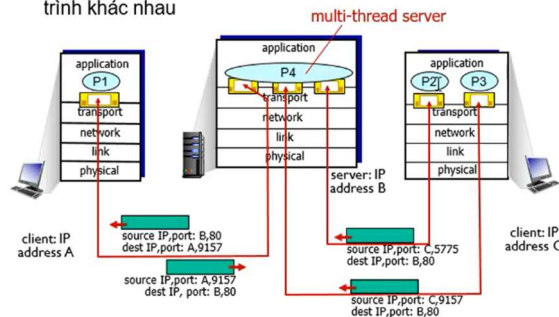 trình khác nhau
multi-thread server
application
P1
transport
network
link
physical
application
P4
transport
network
link
physical
application
P2
P3
transport
network
link
physical
server: IP
address B
client: IP
address A
source IP,port: B,80
dest IP,port: A,9157
source IP,port: A,9157
dest IP, port: B,80
source IP,port: C,5775
dest IP,port: B,80
source IP,port: C,9157
dest IP,port: B,80
client: IP
address C